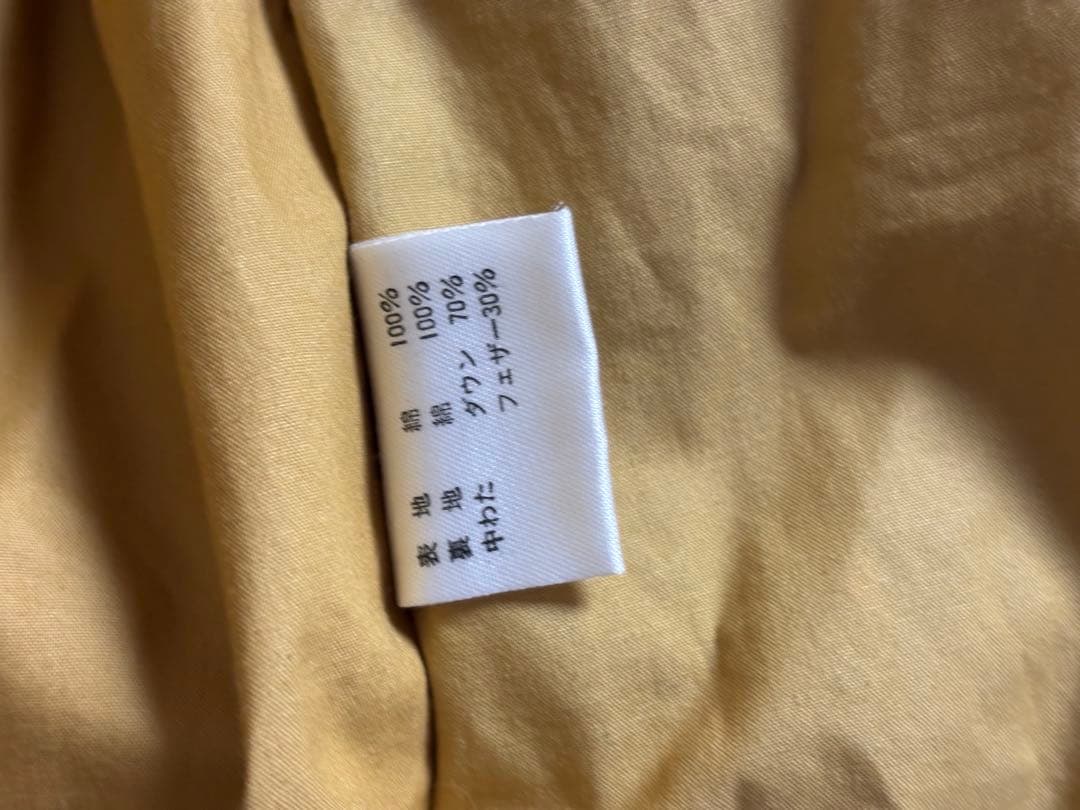 表 地 綿 100%
裏 地 綿 100%
中わた ダウン 70%
フェザー30%